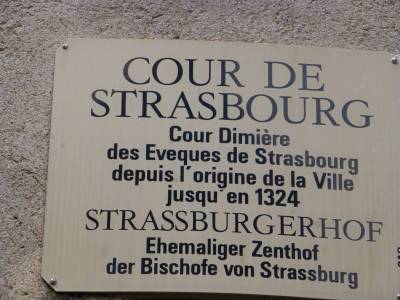 COUR DE
STRASBOURG
Cour Dimière
des Eveques de Strasbourg
depuis l'origine de la Ville
jusqu'en 1324
STRASSBURGERHOF
Ehemaliger Zenthof
der Bischofe von Strassburg